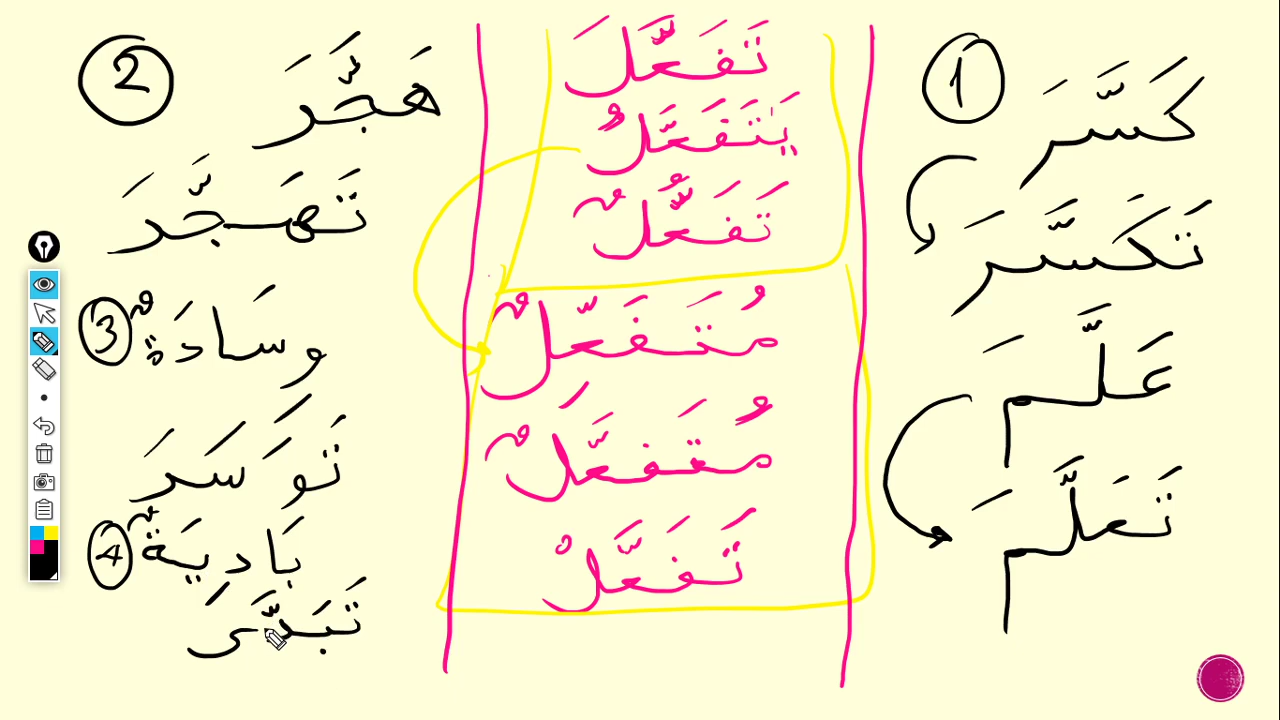 1
كَسَّرَ
تَكَسَّرَ
عَلَّمَ
تَعَلَّمَ
تَفَعَّلَ
يَتَفَعَّلُ
تَفَعُّلٌ
مُتَفَعِّلٌ
مُتَفَعَّلٌ
تَفَعَّلْ
2
هَجَّرَ
تَهَجَّرَ
3
وِسَادَةٌ
تَوَسَرَ
4
بَادِيَةٌ
تَبَدَّى